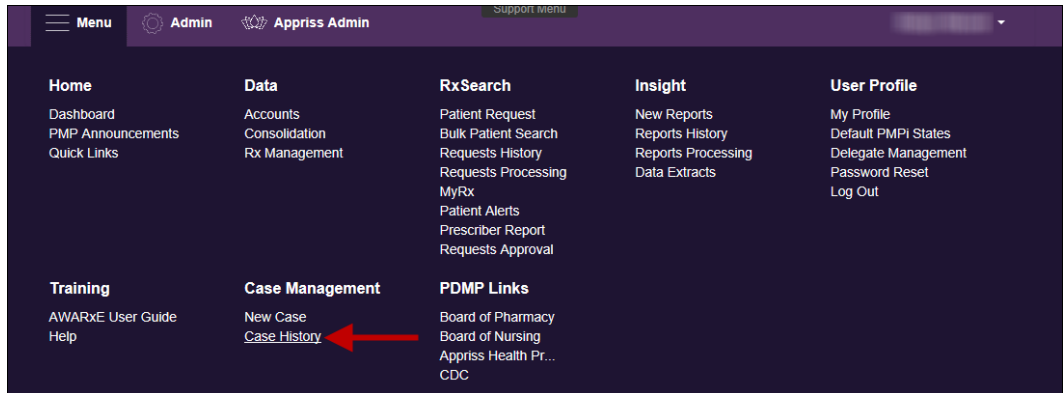 Support Menu
Menu
Admin
Appriss Admin
Home
Dashboard
PMP Announcements
Quick Links
Data
Accounts
Consolidation
Rx Management
RxSearch
Patient Request
Bulk Patient Search
Requests History
Requests Processing
MyRx
Patient Alerts
Prescriber Report
Requests Approval
Insight
New Reports
Reports History
Reports Processing
Data Extracts
User Profile
My Profile
Default PMPi States
Delegate Management
Password Reset
Log Out
Training
AWARxE User Guide
Help
Case Management
New Case
Case History
PDMP Links
Board of Pharmacy
Board of Nursing
Appriss Health Pr...
CDC